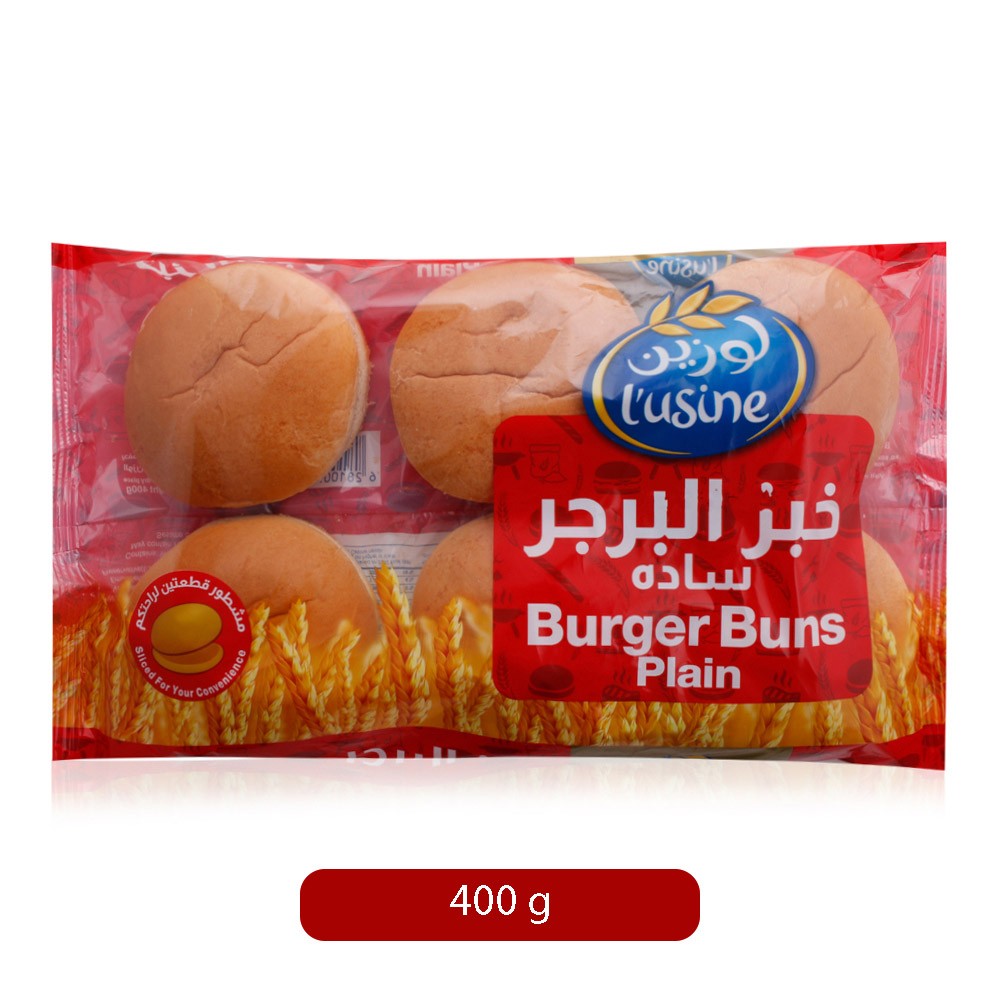 لوزين
l'usine
خبز البرجر
ساده
Burger Buns
Plain
مشطور قطعتين لراحتكم
Sliced For Your Convenience
400 g